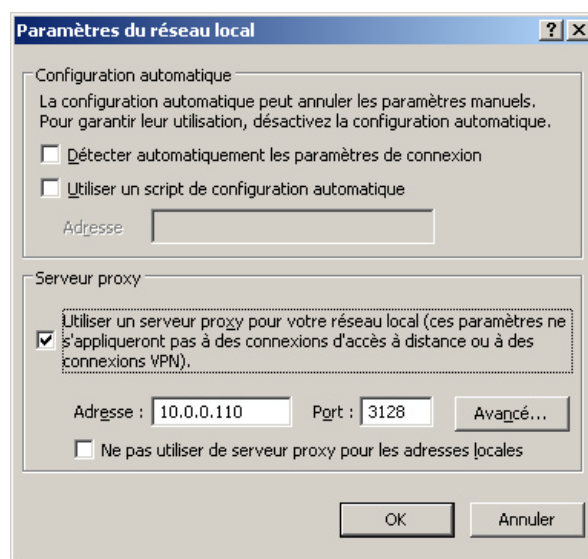 Paramètres du réseau local
Configuration automatique
La configuration automatique peut annuler les paramètres manuels.
Pour garantir leur utilisation, désactivez la configuration automatique.
Détecter automatiquement les paramètres de connexion
Utiliser un script de configuration automatique
Adresse
Serveur proxy
Utiliser un serveur proxy pour votre réseau local (ces paramètres ne
s'appliqueront pas à des connexions d'accès à distance ou à des
connexions VPN).
Adresse : 10.0.0.110 Port : 3128 Avancé...
Ne pas utiliser de serveur proxy pour les adresses locales
OK Annuler